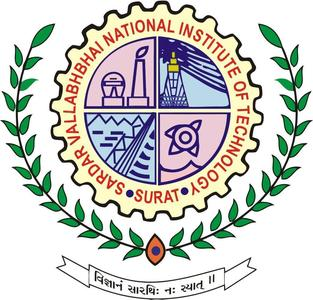 SARDAR VALLABHBHAI NATIONAL INSTITUTE OF TECHNOLOGY
· SURAT ·
विज्ञानं सारथिः नः स्यात् ॥